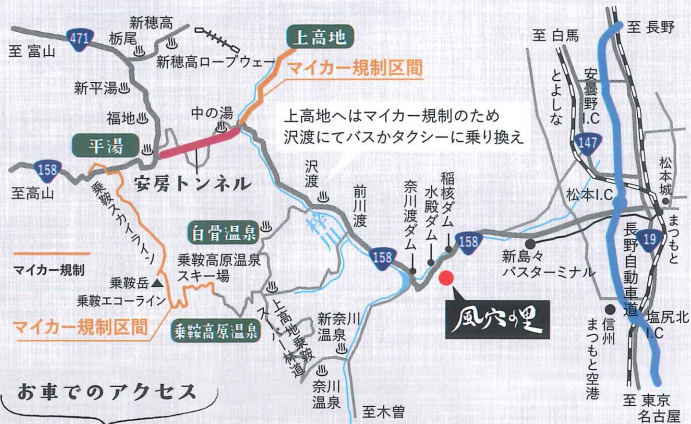 新穂高
栃尾
471
至 富山
新穂高ロープウェー
上高地
マイカー規制区間
新平湯
福地
中の湯
平湯
158
至高山
安房トンネル
上高地へはマイカー規制のため
沢渡にてバスかタクシーに乗り換え
乗鞍スカイライン
沢渡
前川渡
梓川
白骨温泉
乗鞍高原温泉
スキー場
マイカー規制
乗鞍岳
乗鞍エコーライン
マイカー規制区間
乗鞍高原温泉
上高地乗鞍
スーパー林道
新奈川
温泉
奈川
温泉
至木曽
158
奈川渡ダム
水殿ダム
稲核ダム
158
風穴の里
新島々
バスターミナル
至 白馬
至 長野
とよしな
安曇野
I.C
147
松本城
まつもと
松本I.C
19
長野自動車道
信州
まつもと空港
塩尻北
I.C
至 東京
名古屋
お車でのアクセス